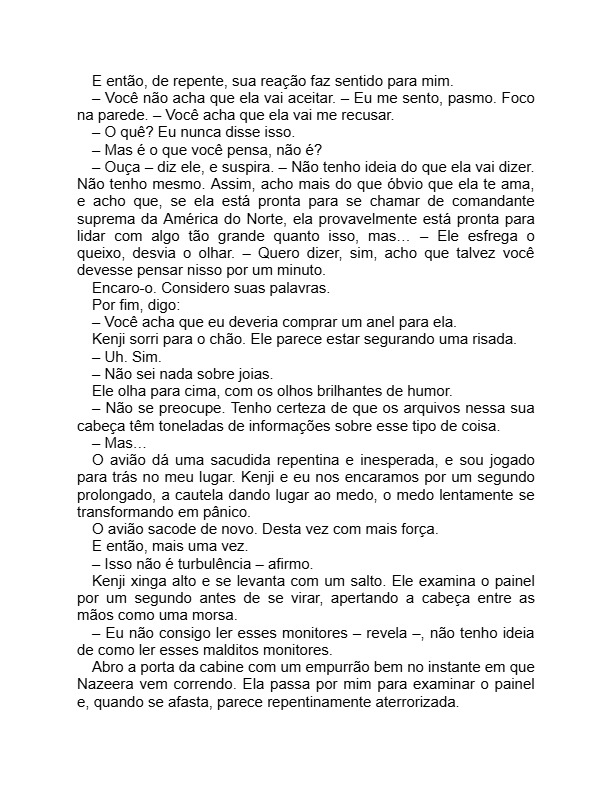 E então, de repente, sua reação faz sentido para mim.
– Você não acha que ela vai aceitar. – Eu me sento, pasmo. Foco
na parede. – Você acha que ela vai me recusar.
– O quê? Eu nunca disse isso.
– Mas é o que você pensa, não é?
– Ouça – diz ele, e suspira. – Não tenho ideia do que ela vai dizer.
Não tenho mesmo. Assim, acho mais do que óbvio que ela te ama,
e acho que, se ela está pronta para se chamar de comandante
suprema da América do Norte, ela provavelmente está pronta para
lidar com algo tão grande quanto isso, mas… – Ele esfrega o
queixo, desvia o olhar. – Quero dizer, sim, acho que talvez você
devesse pensar nisso por um minuto.
Encaro-o. Considero suas palavras.
Por fim, digo:
– Você acha que eu deveria comprar um anel para ela.
Kenji sorri para o chão. Ele parece estar segurando uma risada.
– Uh. Sim.
– Não sei nada sobre joias.
Ele olha para cima, com os olhos brilhantes de humor.
– Não se preocupe. Tenho certeza de que os arquivos nessa sua
cabeça têm toneladas de informações sobre esse tipo de coisa.
– Mas…
O avião dá uma sacudida repentina e inesperada, e sou jogado
para trás no meu lugar. Kenji e eu nos encaramos por um segundo
prolongado, a cautela dando lugar ao medo, o medo lentamente se
transformando em pânico.
O avião sacode de novo. Desta vez com mais força.
E então, mais uma vez.
– Isso não é turbulência – afirmo.
Kenji xinga alto e se levanta com um salto. Ele examina o painel
por um segundo antes de se virar, apertando a cabeça entre as
mãos como uma morsa.
– Eu não consigo ler esses monitores – revela –, não tenho ideia
de como ler esses malditos monitores.
Abro a porta da cabine com um empurrão bem no instante em que
Nazeera vem correndo. Ela passa por mim para examinar o painel
e, quando se afasta, parece repentinamente aterrorizada.